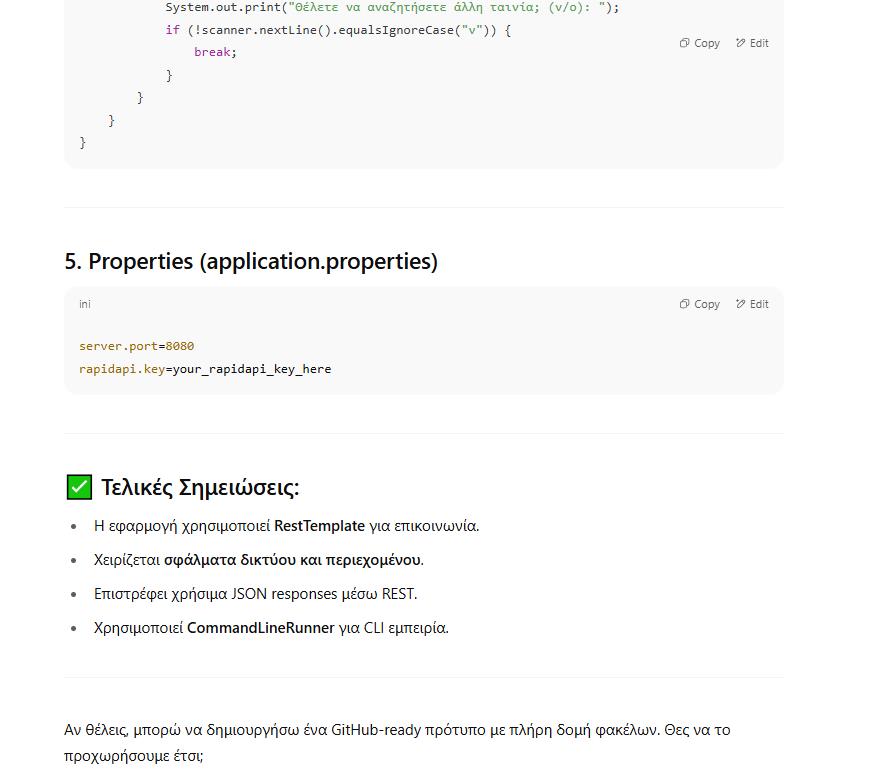 System.out.print("Θέλετε να αναζητήσετε άλλη ταινία; (ν/ο): ");
if (!scanner.nextLine().equalsIgnoreCase("ν")) {
Copy Edit
break;
}
}
}
}
5. Properties (application.properties)
ini
Copy Edit
server.port=8080
rapidapi.key=your_rapidapi_key_here
✅ Τελικές Σημειώσεις:
• Η εφαρμογή χρησιμοποιεί RestTemplate για επικοινωνία.
• Χειρίζεται σφάλματα δικτύου και περιεχομένου.
• Επιστρέφει χρήσιμα JSON responses μέσω REST.
• Χρησιμοποιεί CommandLineRunner για CLI εμπειρία.
Αν θέλεις, μπορώ να δημιουργήσω ένα GitHub-ready πρότυπο με πλήρη δομή φακέλων. Θες να το
προχωρήσουμε έτσι;